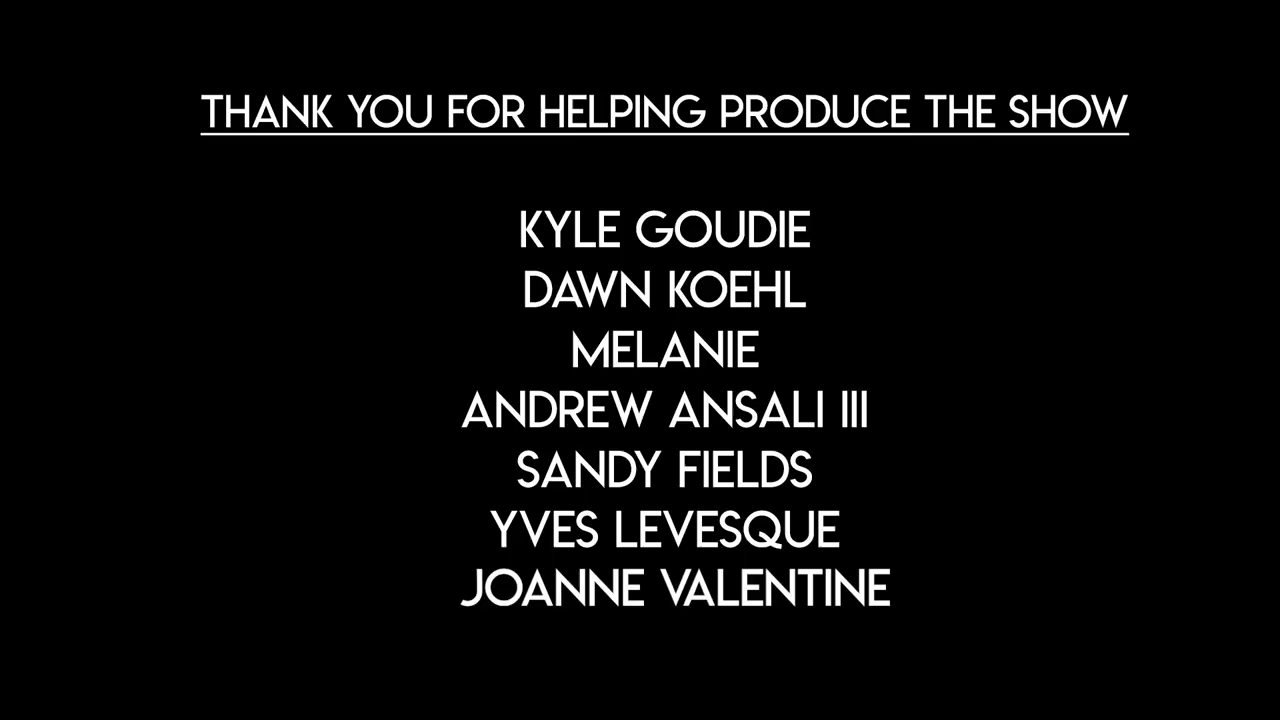 THANK YOU FOR HELPING PRODUCE THE SHOW
KYLE GOUDIE
DAWN KOEHL
MELANIE
ANDREW ANSALI III
SANDY FIELDS
YVES LEVESQUE
JOANNE VALENTINE